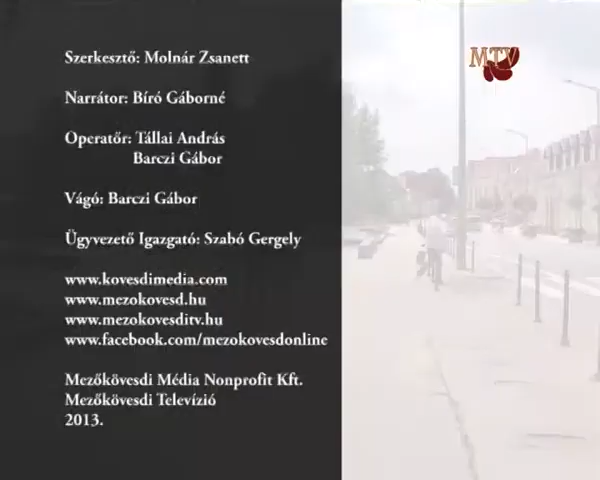 Szerkesztő: Molnár Zsanett
Narrátor: Bíró Gáborné
Operatőr: Tállai András
Barczi Gábor
Vágó: Barczi Gábor
Ügyvezető Igazgató: Szabó Gergely
www.kovesdimedia.com
www.mezokovesd.hu
www.mezokovesditv.hu
www.facebook.com/mezokovesdonline
Mezőkövesdi Média Nonprofit Kft.
Mezőkövesdi Televízió
2013.
MTV